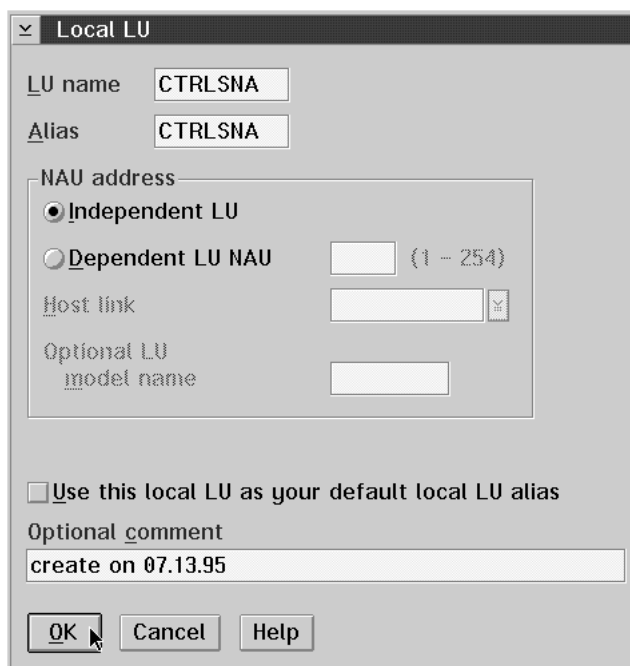 Local LU
LU name CTRLSNA
Alias CTRLSNA
NAU address
Independent LU
Dependent LU NAU (1 - 254)
Host link
Optional LU
model name
Use this local LU as your default local LU alias
Optional comment
create on 07.13.95
OK Cancel Help